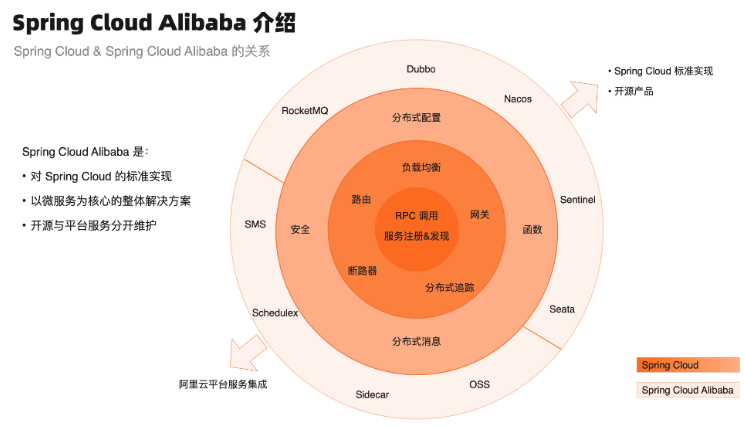 Spring Cloud Alibaba 介绍
Spring Cloud & Spring Cloud Alibaba 的关系
Spring Cloud Alibaba 是：
• 对 Spring Cloud 的标准实现
• 以微服务为核心的整体解决方案
• 开源与平台服务分开维护
Dubbo
RocketMQ
Nacos
分布式配置
负载均衡
路由
RPC 调用
网关
服务注册&发现
SMS
安全
函数
Sentinel
断路器
分布式追踪
Schedulex
Seata
分布式消息
Sidecar
OSS
• Spring Cloud 标准实现
• 开源产品
阿里云平台服务集成
Spring Cloud
Spring Cloud Alibaba